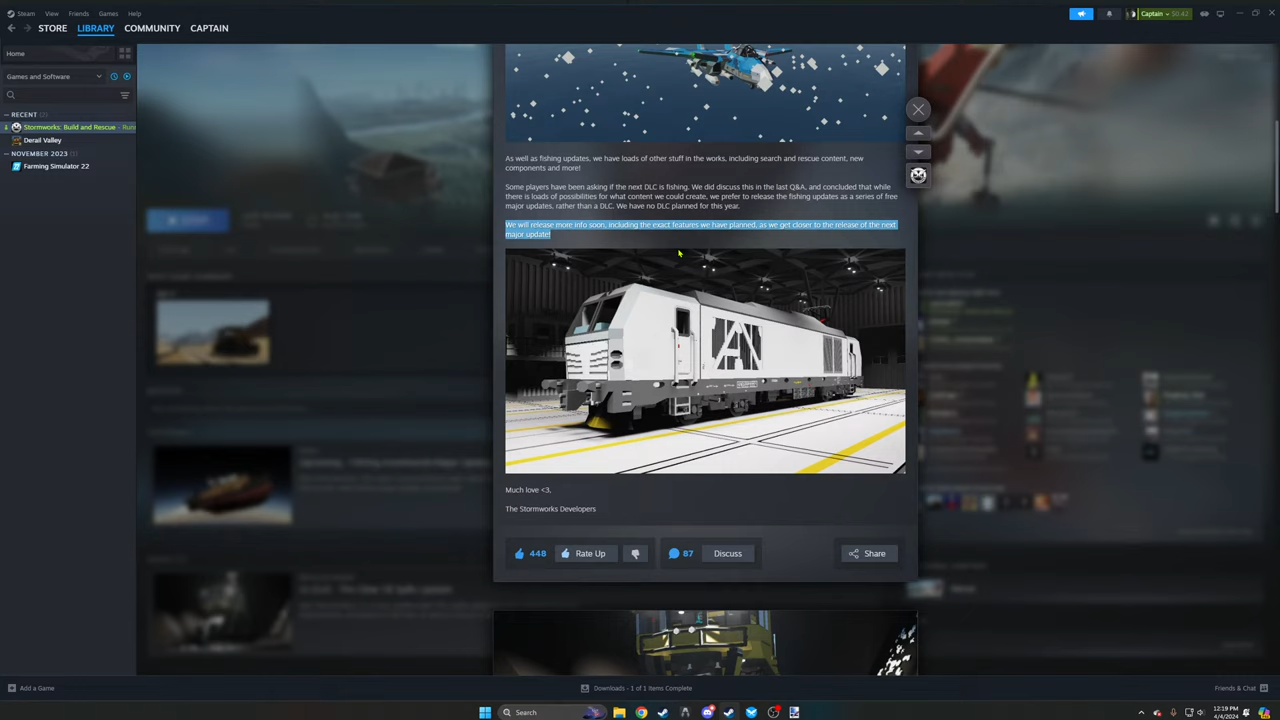 Steam View Friends Games Help
Captain 50.42
STORE LIBRARY COMMUNITY CAPTAIN
Home
Games and Software
RECENT
Stormworks: Build and Rescue - Runn
Derail Valley
NOVEMBER 2023
Farming Simulator 22
As well as fishing updates, we have loads of other stuff in the works, including search and rescue content, new
components and more!
Some players have been asking if the next DLC is fishing. We did discuss this in the last Q&A, and concluded that while
there is loads of possibilities for what content we could create, we prefer to release the fishing updates as a series of free
major updates, rather than a DLC. We have no DLC planned for this year.
We will release more info soon, including the exact features we have planned, as we get closer to the release of the next
major update!
Much love <3,
The Stormworks Developers
448 Rate Up 87 Discuss Share
Add a Game
Downloads - 1 of 1 Items Complete
Friends & Chat
Search
12:19 PM
4/4/2024